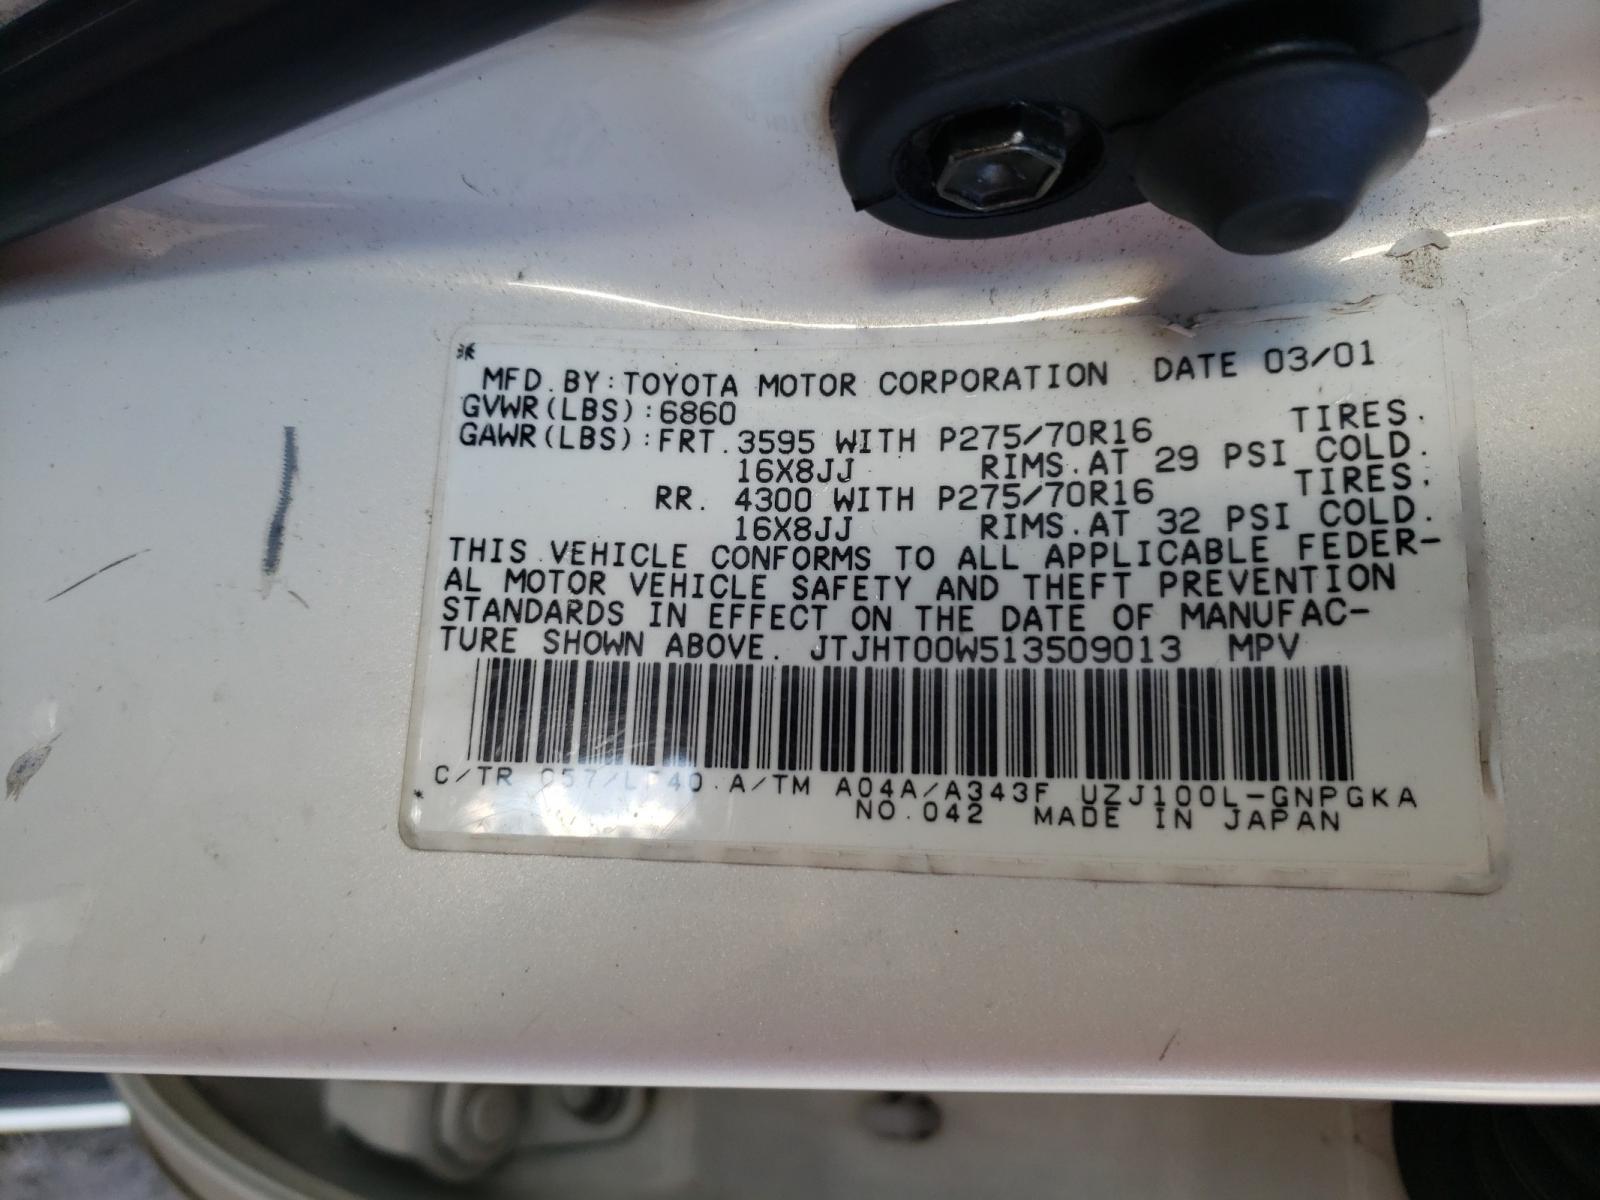 MFD. BY: TOYOTA MOTOR CORPORATION DATE 03/01
GVWR(LBS): 6860
GAWR(LBS): FRT. 3595 WITH P275/70R16 TIRES.
16X8JJ RIMS. AT 29 PSI COLD.
RR. 4300 WITH P275/70R16 TIRES.
16X8JJ RIMS. AT 32 PSI COLD.
THIS VEHICLE CONFORMS TO ALL APPLICABLE FEDER-
AL MOTOR VEHICLE SAFETY AND THEFT PREVENTION
STANDARDS IN EFFECT ON THE DATE OF MANUFAC-
TURE SHOWN ABOVE. JTJHT00W513509013 MPV
C/TR A/TM A04A/A343F UZJ100L-GNPGKA
NO.042 MADE IN JAPAN